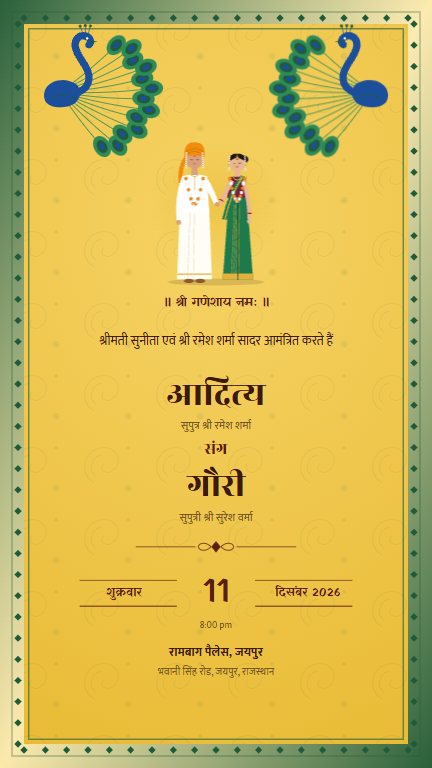 ॥ श्री गणेशाय नमः ॥
श्रीमती सुनीता एवं श्री रमेश शर्मा सादर आमंत्रित करते हैं
आदित्य
सुपुत्र श्री रमेश शर्मा
संग
गौरी
सुपुत्री श्री सुरेश वर्मा
शुक्रवार 11 दिसंबर 2026
8:00 pm
रामबाग पैलेस, जयपुर
भवानी सिंह रोड, जयपुर, राजस्थान